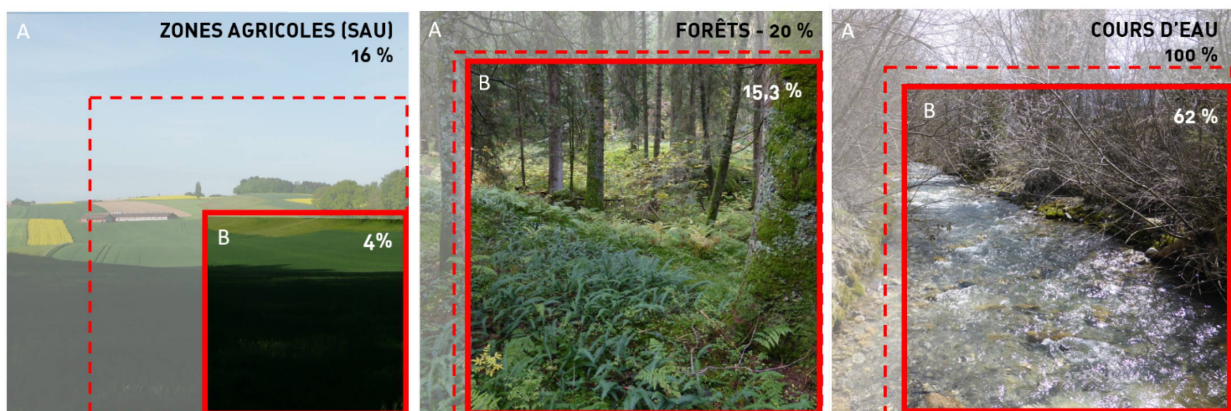 A
ZONES AGRICOLES (SAU)
16 %
B
4%
A
FORÊTS - 20 %
B
15,3 %
A
COURS D'EAU
100 %
B
62 %